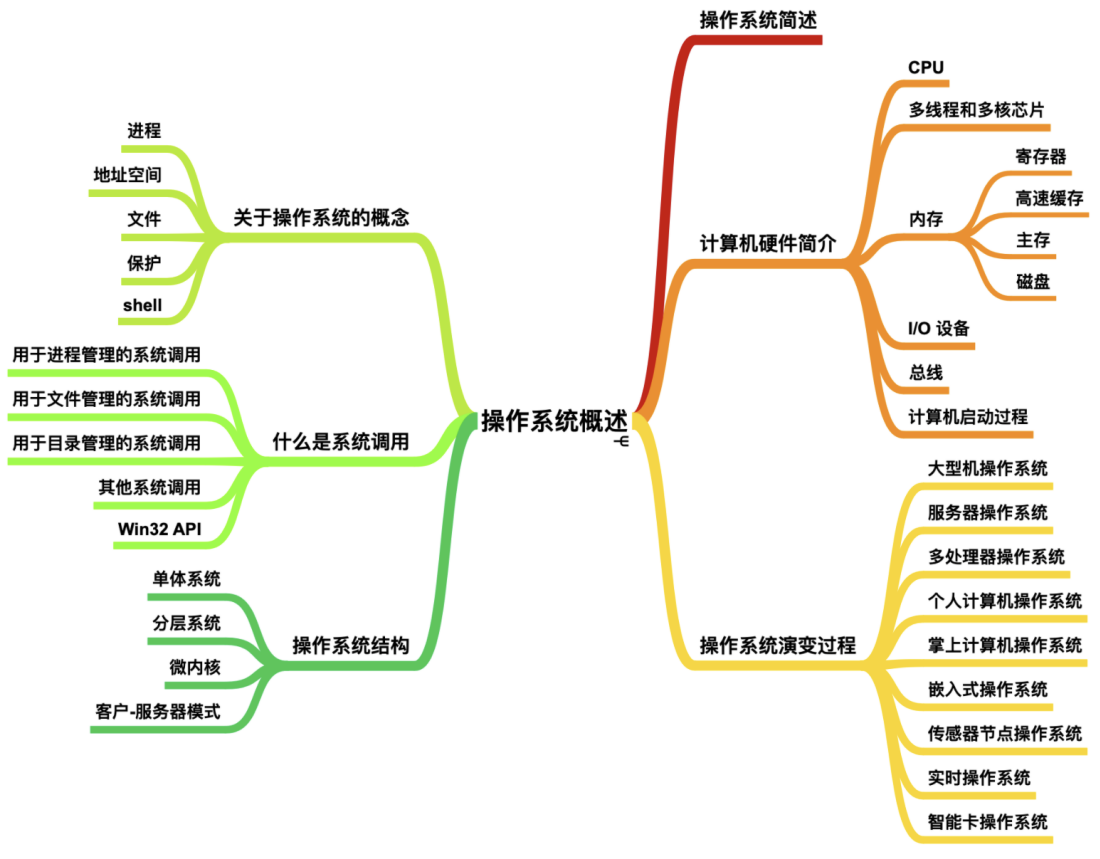 操作系统概述
操作系统简述
计算机硬件简介
CPU
多线程和多核芯片
内存
寄存器
高速缓存
主存
磁盘
I/O 设备
总线
计算机启动过程
操作系统演变过程
大型机操作系统
服务器操作系统
多处理器操作系统
个人计算机操作系统
掌上计算机操作系统
嵌入式操作系统
传感器节点操作系统
实时操作系统
智能卡操作系统
关于操作系统的概念
进程
地址空间
文件
保护
shell
什么是系统调用
用于进程管理的系统调用
用于文件管理的系统调用
用于目录管理的系统调用
其他系统调用
Win32 API
操作系统结构
单体系统
分层系统
微内核
客户-服务器模式